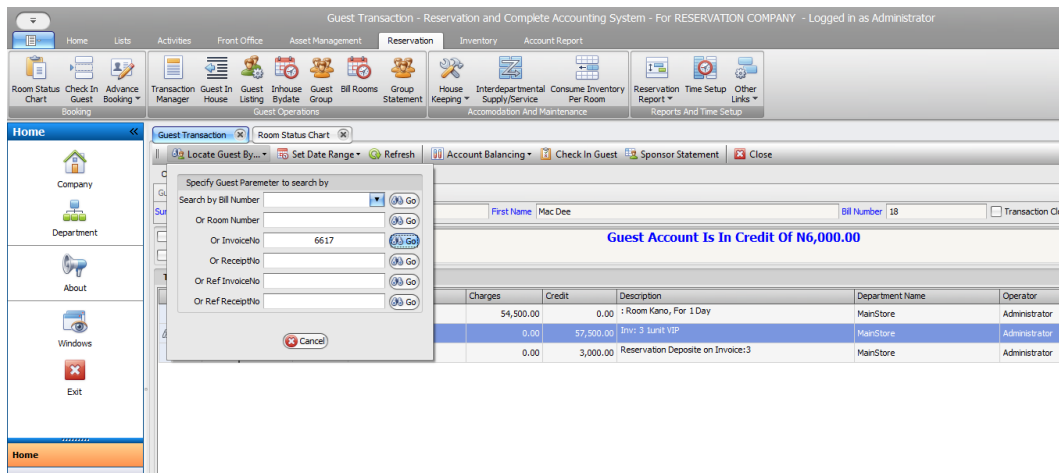 Guest Transaction - Reservation and Complete Accounting System - For RESERVATION COMPANY - Logged in as Administrator
Home Lists Activities Front Office Asset Management Reservation Inventory Account Report
Room Status Chart Check In Guest Advance Booking Transaction Manager Guest In House Guest Listing Inhouse Bydate Guest Group Bill Rooms Group Statement House Keeping Interdepartmental Supply/Service Consume Inventory Per Room Reservation Report Time Setup Other Links
Booking Guest Operations Accomodation And Maintenance Reports And Time Setup
Home Guest Transaction Room Status Chart
Locate Guest By... Set Date Range Refresh Account Balancing Check In Guest Sponsor Statement Close
Company
Department
About
Windows
Exit
Home
Specify Guest Paremeter to search by
Search by Bill Number Go
Or Room Number Go
Or InvoiceNo 6617 Go
Or ReceiptNo Go
Or Ref InvoiceNo Go
Or Ref ReceiptNo Go
Cancel
First Name Mac Dee Bill Number 18
Guest Account Is In Credit Of N6,000.00
Charges Credit Description Department Name Operator
54,500.00 0.00 : Room Kano, For 1 Day MainStore Administrator
0.00 57,500.00 Inv: 3 1unit VIP MainStore Administrator
0.00 3,000.00 Reservation Deposite on Invoice:3 MainStore Administrator